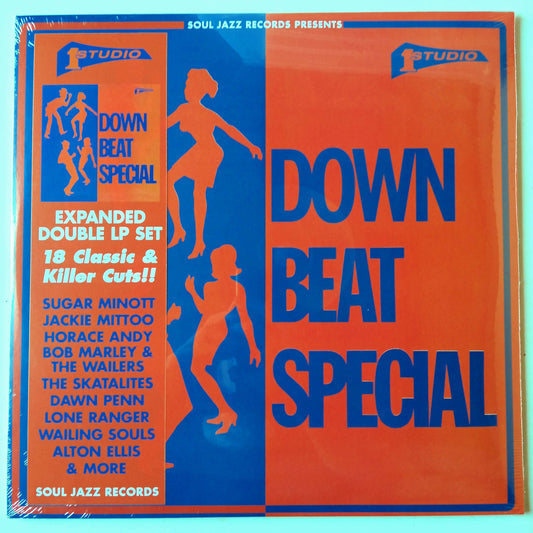 SOUL JAZZ RECORDS PRESENTS
1 STUDIO
DOWN
BEAT
SPECIAL
EXPANDED
DOUBLE LP SET
18 Classic &
Killer Cuts!!
SUGAR MINOTT
JACKIE MITTOO
HORACE ANDY
BOB MARLEY &
THE WAILERS
THE SKATALITES
DAWN PENN
LONE RANGER
WAILING SOULS
ALTON ELLIS
& MORE
SOUL JAZZ RECORDS
1 STUDIO
DOWN
BEAT
SPECIAL